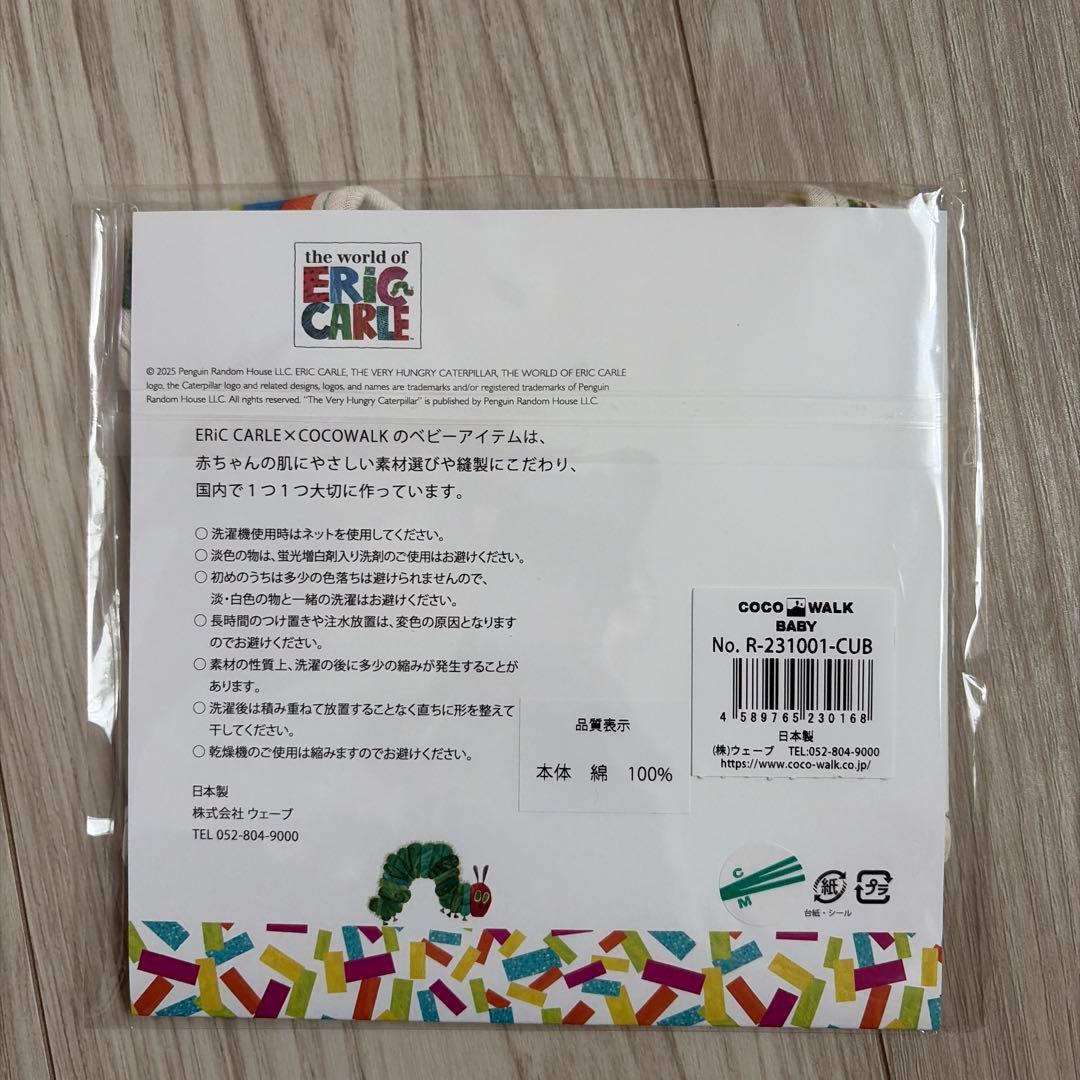 the world of
ERiC
CARLE™
© 2025 Penguin Random House LLC. ERIC CARLE, THE VERY HUNGRY CATERPILLAR, THE WORLD OF ERIC CARLE
logo, the Caterpillar logo and related designs, logos, and names are trademarks and/or registered trademarks of Penguin
Random House LLC. All rights reserved. "The Very Hungry Caterpillar" is published by Penguin Random House LLC.
ERiC CARLE×COCOWALK のベビーアイテムは、
赤ちゃんの肌にやさしい素材選びや縫製にこだわり、
国内で1つ1つ大切に作っています。
○ 洗濯機使用時はネットを使用してください。
○ 淡色の物は、蛍光増白剤入り洗剤のご使用はお避けください。
○ 初めのうちは多少の色落ちは避けられませんので、
淡・白色の物と一緒の洗濯はお避けください。
○ 長時間のつけ置きや注水放置は、変色の原因となります
のでお避けください。
○ 素材の性質上、洗濯の後に多少の縮みが発生することが
あります。
○ 洗濯後は積み重ねて放置することなく直ちに形を整えて
干してください。
○ 乾燥機のご使用は縮みますのでお避けください。
日本製
株式会社 ウェーブ
TEL 052-804-9000
品質表示
本体 綿 100%
COCO WALK
BABY
No. R-231001-CUB
4 589765 230168
日本製
(株)ウェーブ TEL:052-804-9000
https://www.coco-walk.co.jp/
C
M
紙
プラ
台紙・シール